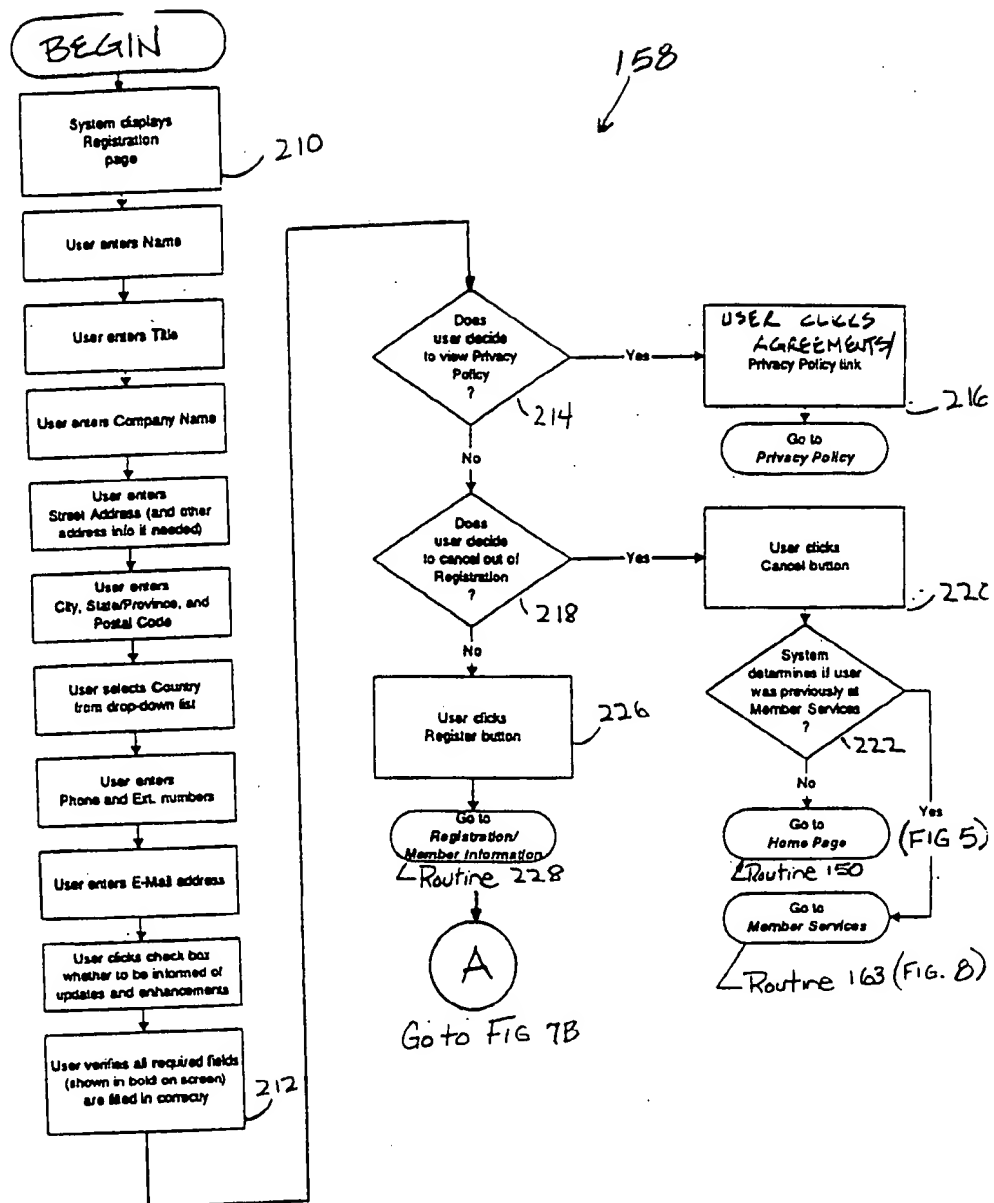 BEGIN
158
System displays
Registration
page
210
User enters Name
User enters Title
User enters Company Name
User enters
Street Address (and other
address info if needed)
User enters
City, State/Province, and
Postal Code
User selects Country
from drop-down list
User enters
Phone and Ext. numbers
User enters E-Mail address
User clicks check box
whether to be informed of
updates and enhancements
User verifies all required fields
(shown in bold on screen)
are filled in correctly
212
Does
user decide
to view Privacy
Policy
?
214
Yes
USER CLICKS
AGREEMENTS/
Privacy Policy link
216
Go to
Privacy Policy
No
Does
user decide
to cancel out of
Registration
?
218
Yes
User clicks
Cancel button
220
No
User clicks
Register button
226
Go to
Registration/
Member Information
Routine 228
A
Go to FIG 7B
System
determines if user
was previously at
Member Services
?
222
No
Yes
(FIG 5)
Go to
Home Page
Routine 150
Go to
Member Services
Routine 163 (FIG. 8)